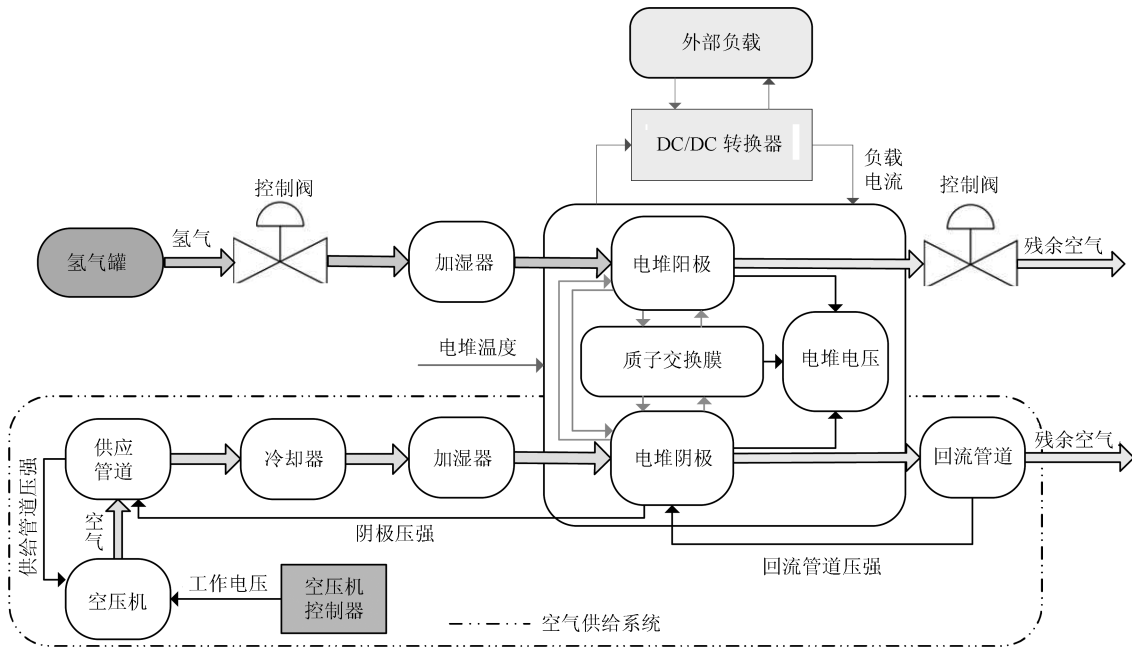 外部负载
DC/DC 转换器
负载
电流
控制阀
控制阀
氢气
残余空气
氢气罐
加湿器
电堆阳极
电堆温度
质子交换膜
电堆电压
供应
管道
冷却器
加湿器
电堆阴极
回流管道
残余空气
供给管道压强
空气
阴极压强
回流管道压强
空压机
工作电压
空压机
控制器
空气供给系统